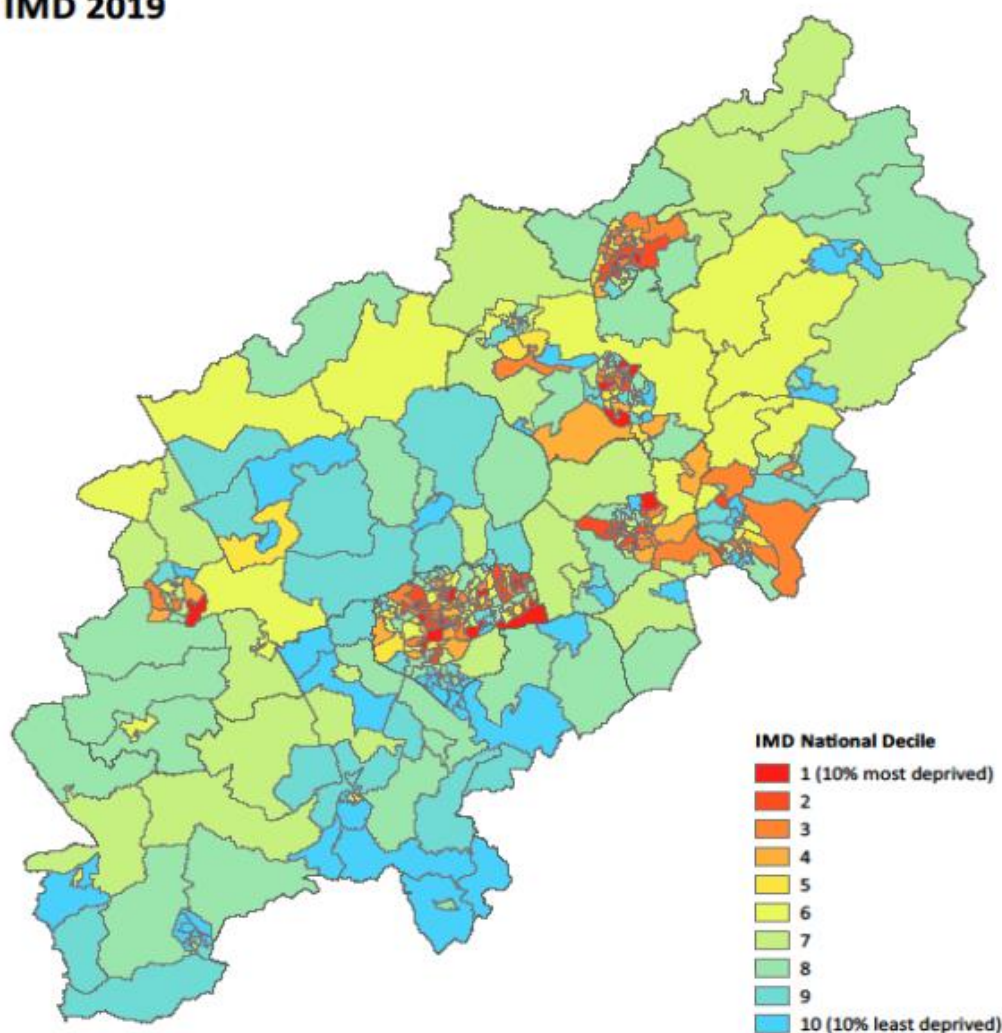 IMD 2019
IMD National Decile
1 (10% most deprived)
2
3
4
5
6
7
8
9
10 (10% least deprived)